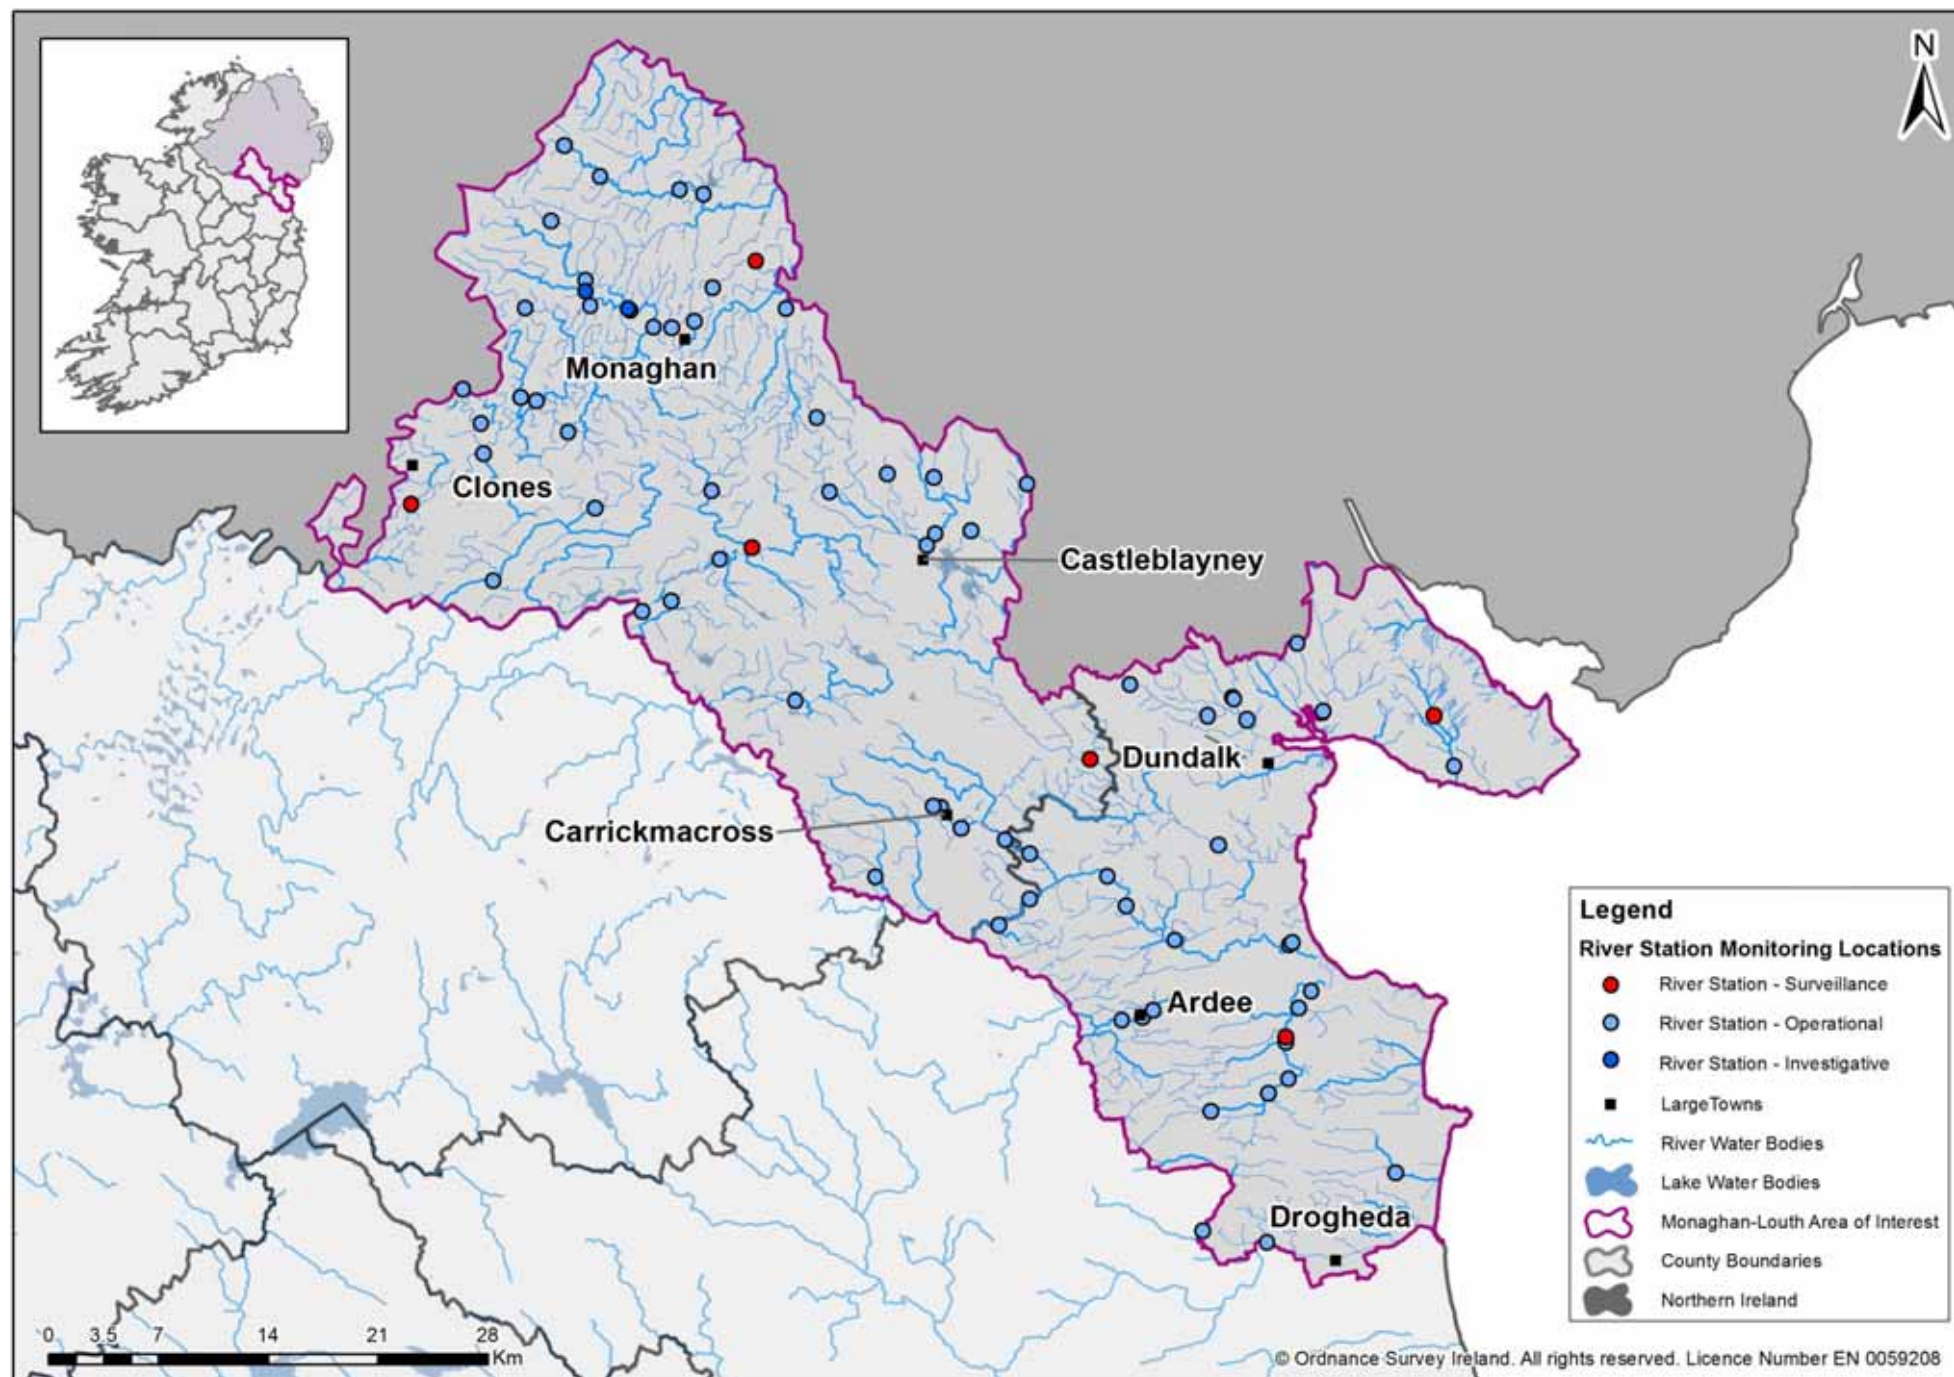 N
Monaghan
Clones
Castleblayney
Dundalk
Carrickmacross
Ardee
Drogheda
Legend
River Station Monitoring Locations
River Station - Surveillance
River Station - Operational
River Station - Investigative
LargeTowns
River Water Bodies
Lake Water Bodies
Monaghan-Louth Area of Interest
County Boundaries
Northern Ireland
0 3.5 7 14 21 28
Km
© Ordnance Survey Ireland. All rights reserved. Licence Number EN 0059208